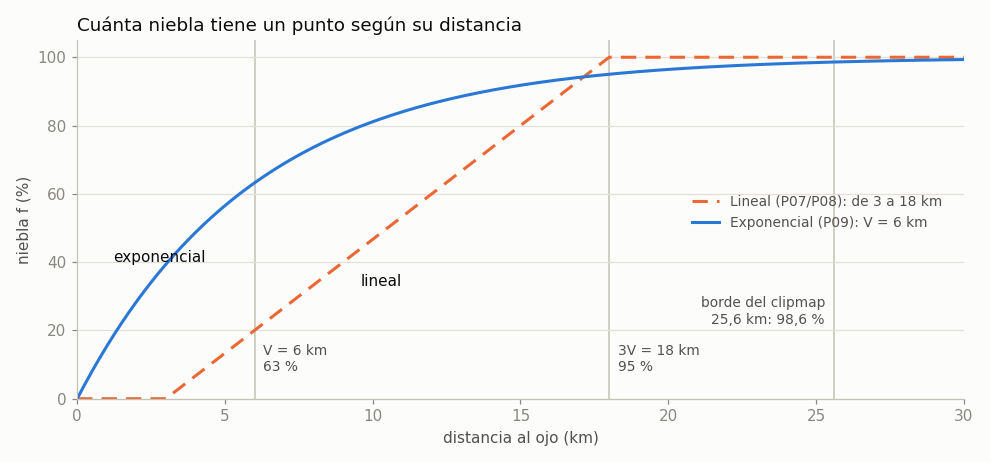 Cuánta niebla tiene un punto según su distancia
100
80
60
40
20
0
niebla f (%)
exponencial
lineal
Lineal (P07/P08): de 3 a 18 km
Exponencial (P09): V = 6 km
borde del clipmap
25,6 km: 98,6 %
V = 6 km
63 %
3V = 18 km
95 %
0
5
10
15
20
25
30
distancia al ojo (km)